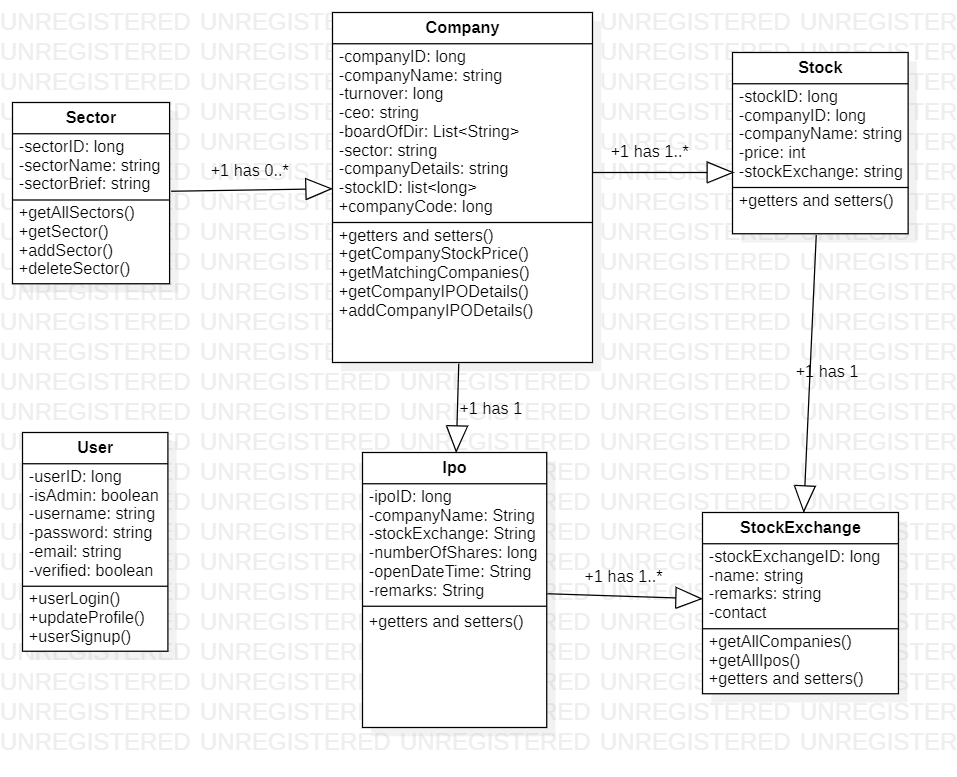 Company
-companyID: long
-companyName: string
-turnover: long
-ceo: string
-boardOfDir: List<String>
-sector: string
-companyDetails: string
-stockID: list<long>
+companyCode: long
+getters and setters()
+getCompanyStockPrice()
+getMatchingCompanies()
+getCompanyIPODetails()
+addCompanyIPODetails()
Stock
-stockID: long
-companyID: long
-companyName: string
-price: int
-stockExchange: string
+getters and setters()
Sector
-sectorID: long
-sectorName: string
-sectorBrief: string
+getAllSectors()
+getSector()
+addSector()
+deleteSector()
+1 has 0..*
+1 has 1..*
+1 has 1
+1 has 1
User
-userID: long
-isAdmin: boolean
-username: string
-password: string
-email: string
-verified: boolean
+userLogin()
+updateProfile()
+userSignup()
Ipo
-ipoID: long
-companyName: String
-stockExchange: String
-numberOfShares: long
-openDateTime: String
-remarks: String
+getters and setters()
+1 has 1..*
StockExchange
-stockExchangeID: long
-name: string
-remarks: string
-contact
+getAllCompanies()
+getAllIpos()
+getters and setters()
UNREGISTERED